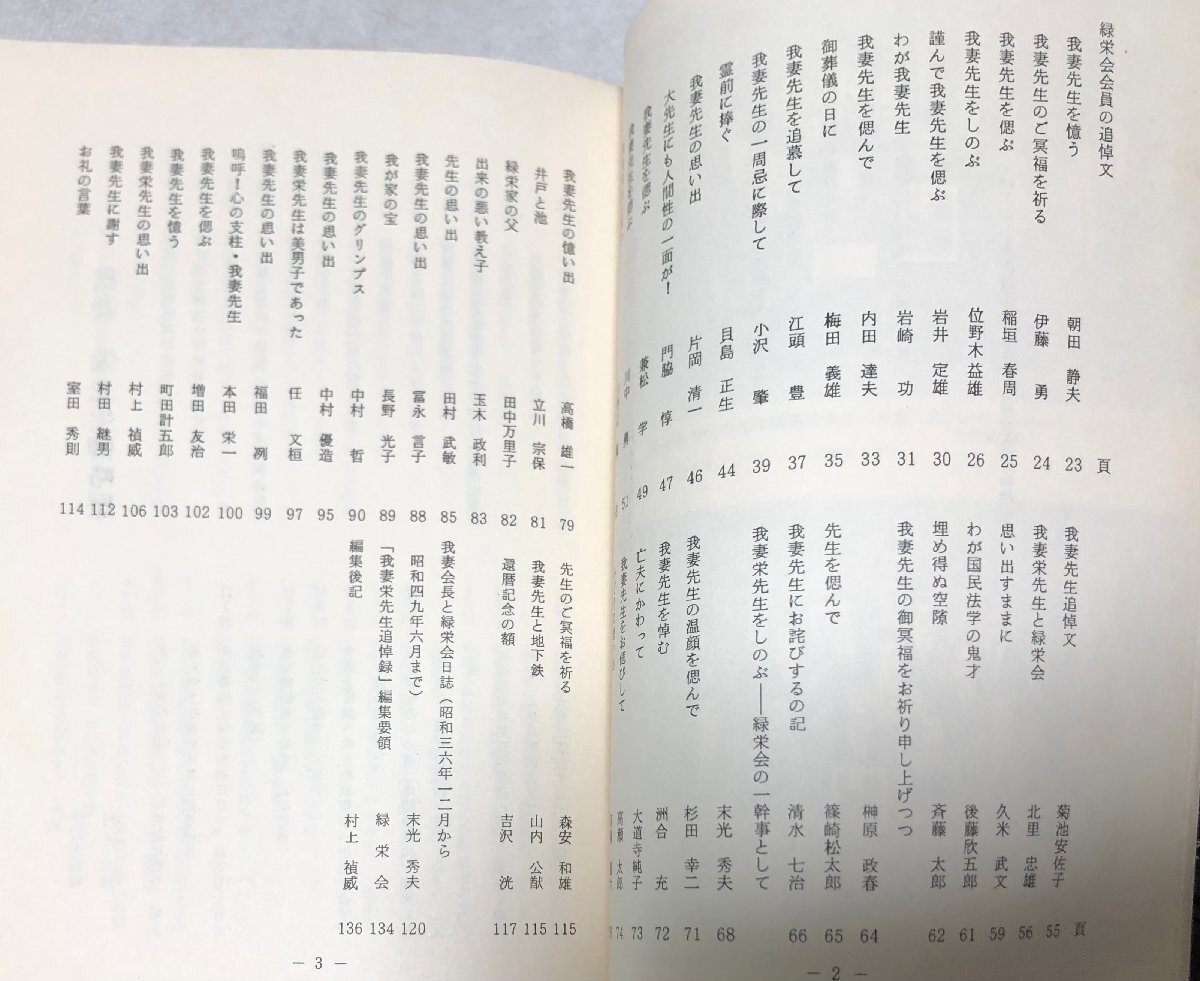 緑栄会会員の追悼文
頁
我妻先生を憶う 朝田 静夫 23
我妻先生のご冥福を祈る 伊藤 勇 24
我妻先生を偲ぶ 稲垣 春周 25
我妻先生をしのぶ 位野木益雄 26
謹んで我妻先生を偲ぶ 岩井 定雄 30
わが我妻先生 岩崎 功 31
我妻先生を偲んで 内田 達夫 33
御葬儀の日に 梅田 義雄 35
我妻先生を追慕して 江頭 豊 37
我妻先生の一周忌に際して 小沢 肇 39
霊前に捧ぐ 貝島 正生 44
我妻先生の思い出 片岡 清一 46
大先生にも人間性の一面が! 門脇 惇 47
我妻先生を偲ぶ 兼松 学 49
頁
我妻先生追悼文 菊池安佐子 55
我妻栄先生と緑栄会 北里 忠雄 56
思い出すままに 久米 武文 59
わが国民法学の鬼才 後藤欣五郎 61
埋め得ぬ空隙 斉藤 太郎 62
我妻先生の御冥福をお祈り申し上げつつ 榊原 政春 64
先生を偲んで 篠崎松太郎 65
我妻先生にお詫びするの記 清水 七治 66
我妻栄先生をしのぶ――緑栄会の一幹事として 末光 秀夫 68
我妻先生の温顔を偲んで 杉田 幸二 71
我妻先生を悼む 洲合 充 72
亡夫にかわって 大道寺純子 73
我妻先生をお偲びして 高瀬 太郎 74
― 2 ―
我妻先生の憶い出 高橋 雄一 79
井戸と池 立川 宗保 81
緑栄家の父 田中万里子 82
出来の悪い教え子 玉木 政利 83
先生の思い出 田村 武敏 85
我妻先生の思い出 冨永 言子 88
我が家の宝 長野 光子 89
我妻先生のグリンプス 中村 哲 90
我妻先生の思い出 中村 優造 95
我妻栄先生は美男子であった 任 文桓 97
我妻先生の思い出 福田 冽 99
嗚呼!心の支柱・我妻先生 本田 栄一 100
我妻先生を偲ぶ 増田 友治 102
我妻先生を憶う 町田計五郎 103
我妻栄先生の思い出 村上 禎威 106
我妻先生に謝す 村田 継男 112
お礼の言葉 室田 秀則 114
先生のご冥福を祈る 森安 和雄 115
我妻先生と地下鉄 山内 公猷 115
還暦記念の額 吉沢 洸 117
我妻会長と緑栄会日誌(昭和三六年一二月から
昭和四九年六月まで) 末光 秀夫 120
「我妻栄先生追悼録」編集要領 緑 栄 会 134
編集後記 村上 禎威 136
― 3 ―